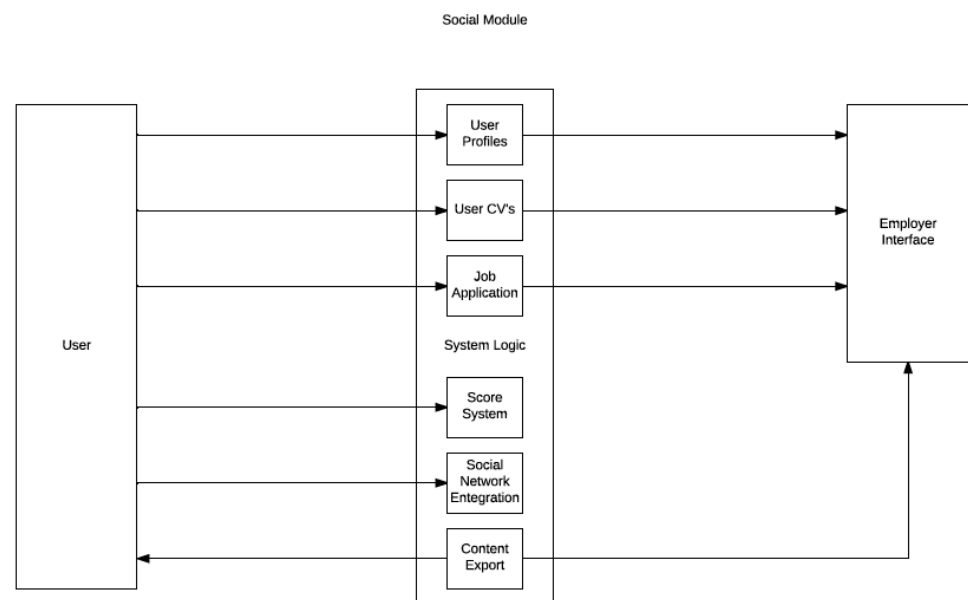 Social Module
User
Profiles
User CV's
Job
Application
Employer
Interface
User
System Logic
Score
System
Social
Network
Entegration
Content
Export